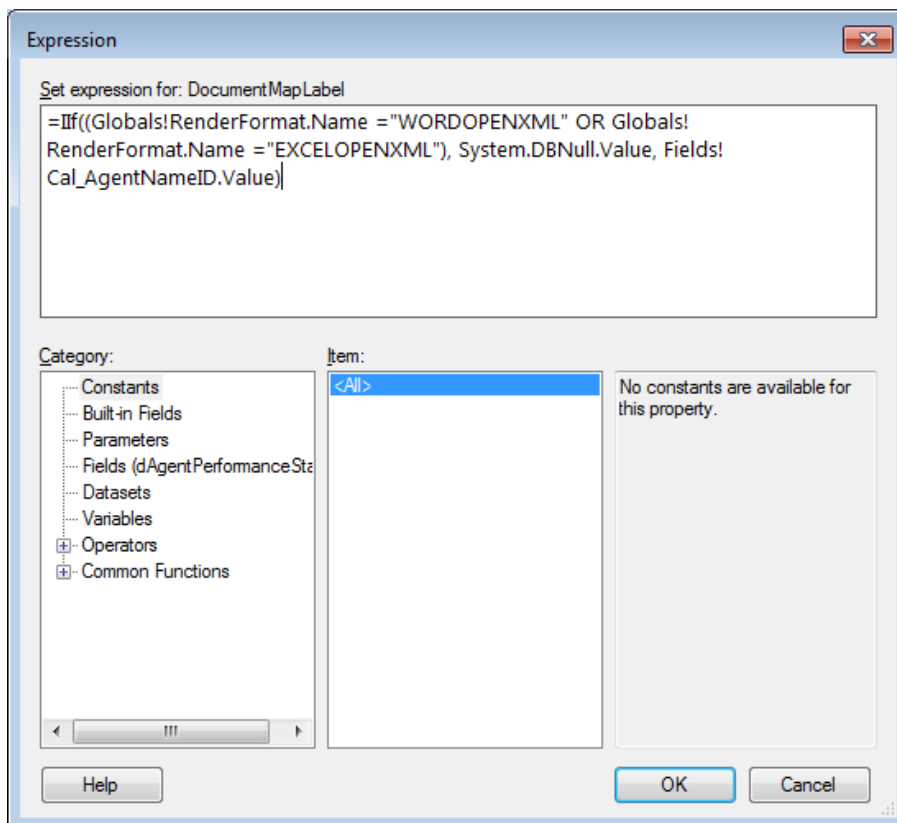 Expression
Set expression for: DocumentMapLabel
=IIf((Globals!RenderFormat.Name ="WORDOPENXML" OR Globals!
RenderFormat.Name ="EXCELOPENXML"), System.DBNull.Value, Fields!
Cal_AgentNameID.Value)
Category:
Item:
Constants
Built-in Fields
Parameters
Fields (dAgentPerformanceSta
Datasets
Variables
Operators
Common Functions
<All>
No constants are available for
this property.
Help
OK
Cancel